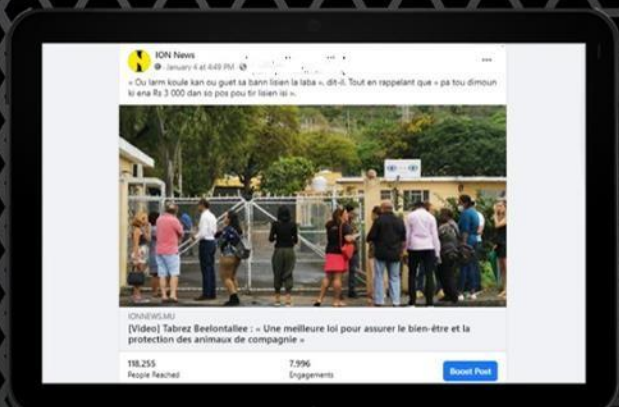 ION News
January 4 at 4:49 PM
« Ou larm koule kan ou guet sa bann lisien la laba », dit-il. Tout en rappelant que « pa tou dimoun
ki ena Rs 3 000 dan so pos pou tir lisien isi ».
IONNEWS.MU
[Video] Tabrez Beelontallee : « Une meilleure loi pour assurer le bien-être et la
protection des animaux de compagnie »
118,255
7,996
People Reached
Engagements
Boost Post